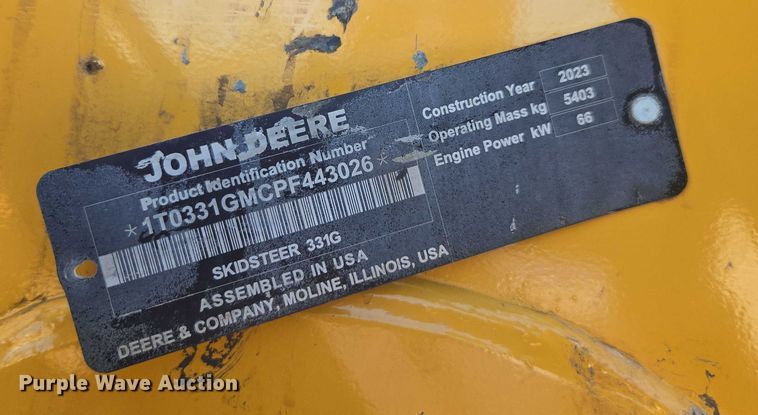 JOHN DEERE
Product Identification Number
*1T0331GMCPF443026*
SKIDSTEER 331G
ASSEMBLED IN USA
DEERE & COMPANY, MOLINE, ILLINOIS, USA
Construction Year 2023
Operating Mass kg 5403
Engine Power kW 66
Purple Wave Auction